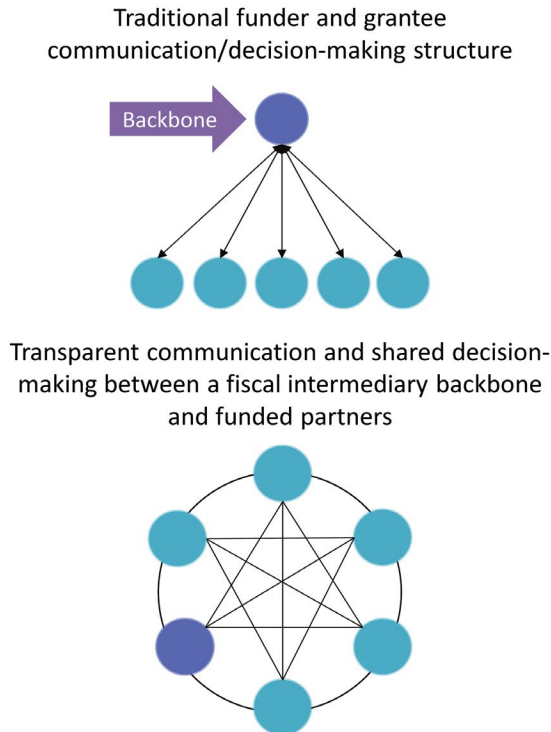 Traditional funder and grantee
communication/decision-making structure
Backbone
Transparent communication and shared decision-
making between a fiscal intermediary backbone
and funded partners